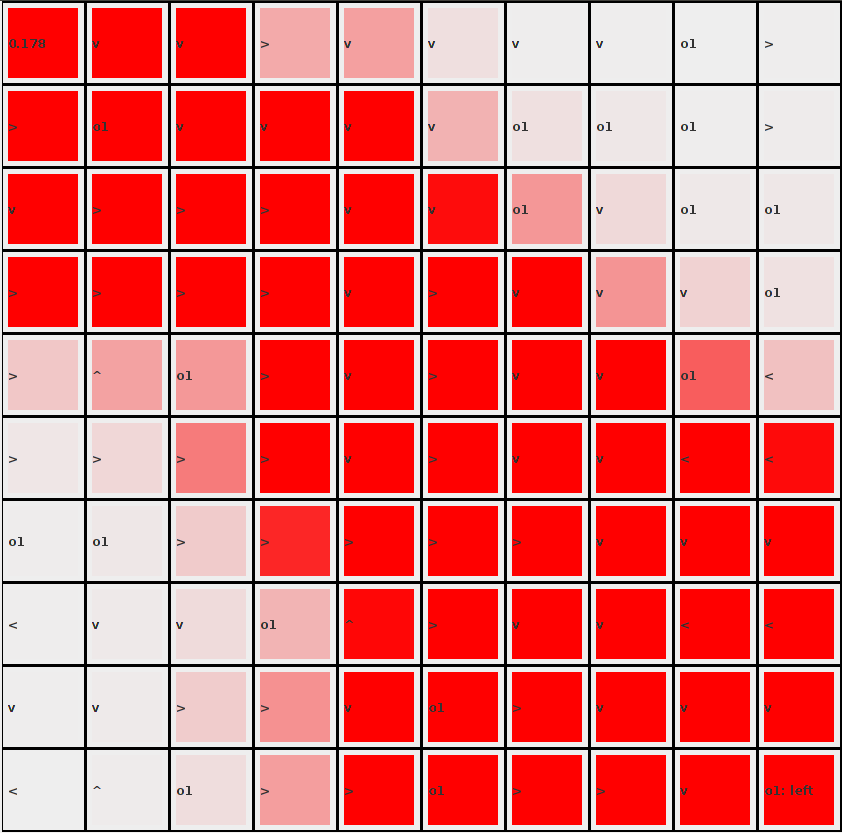 0.178 v v > v v v v o1 >
> o1 v v v v o1 o1 o1 >
v > > > v v o1 v o1 o1
> > > > v > v v v o1
> ^ o1 > v > v v o1 <
> > > > v > v v < <
o1 o1 > > > > > v v v
< v v o1 ^ > v v < <
v v > > v o1 > v v v
< ^ o1 > > o1 > > v o1: left